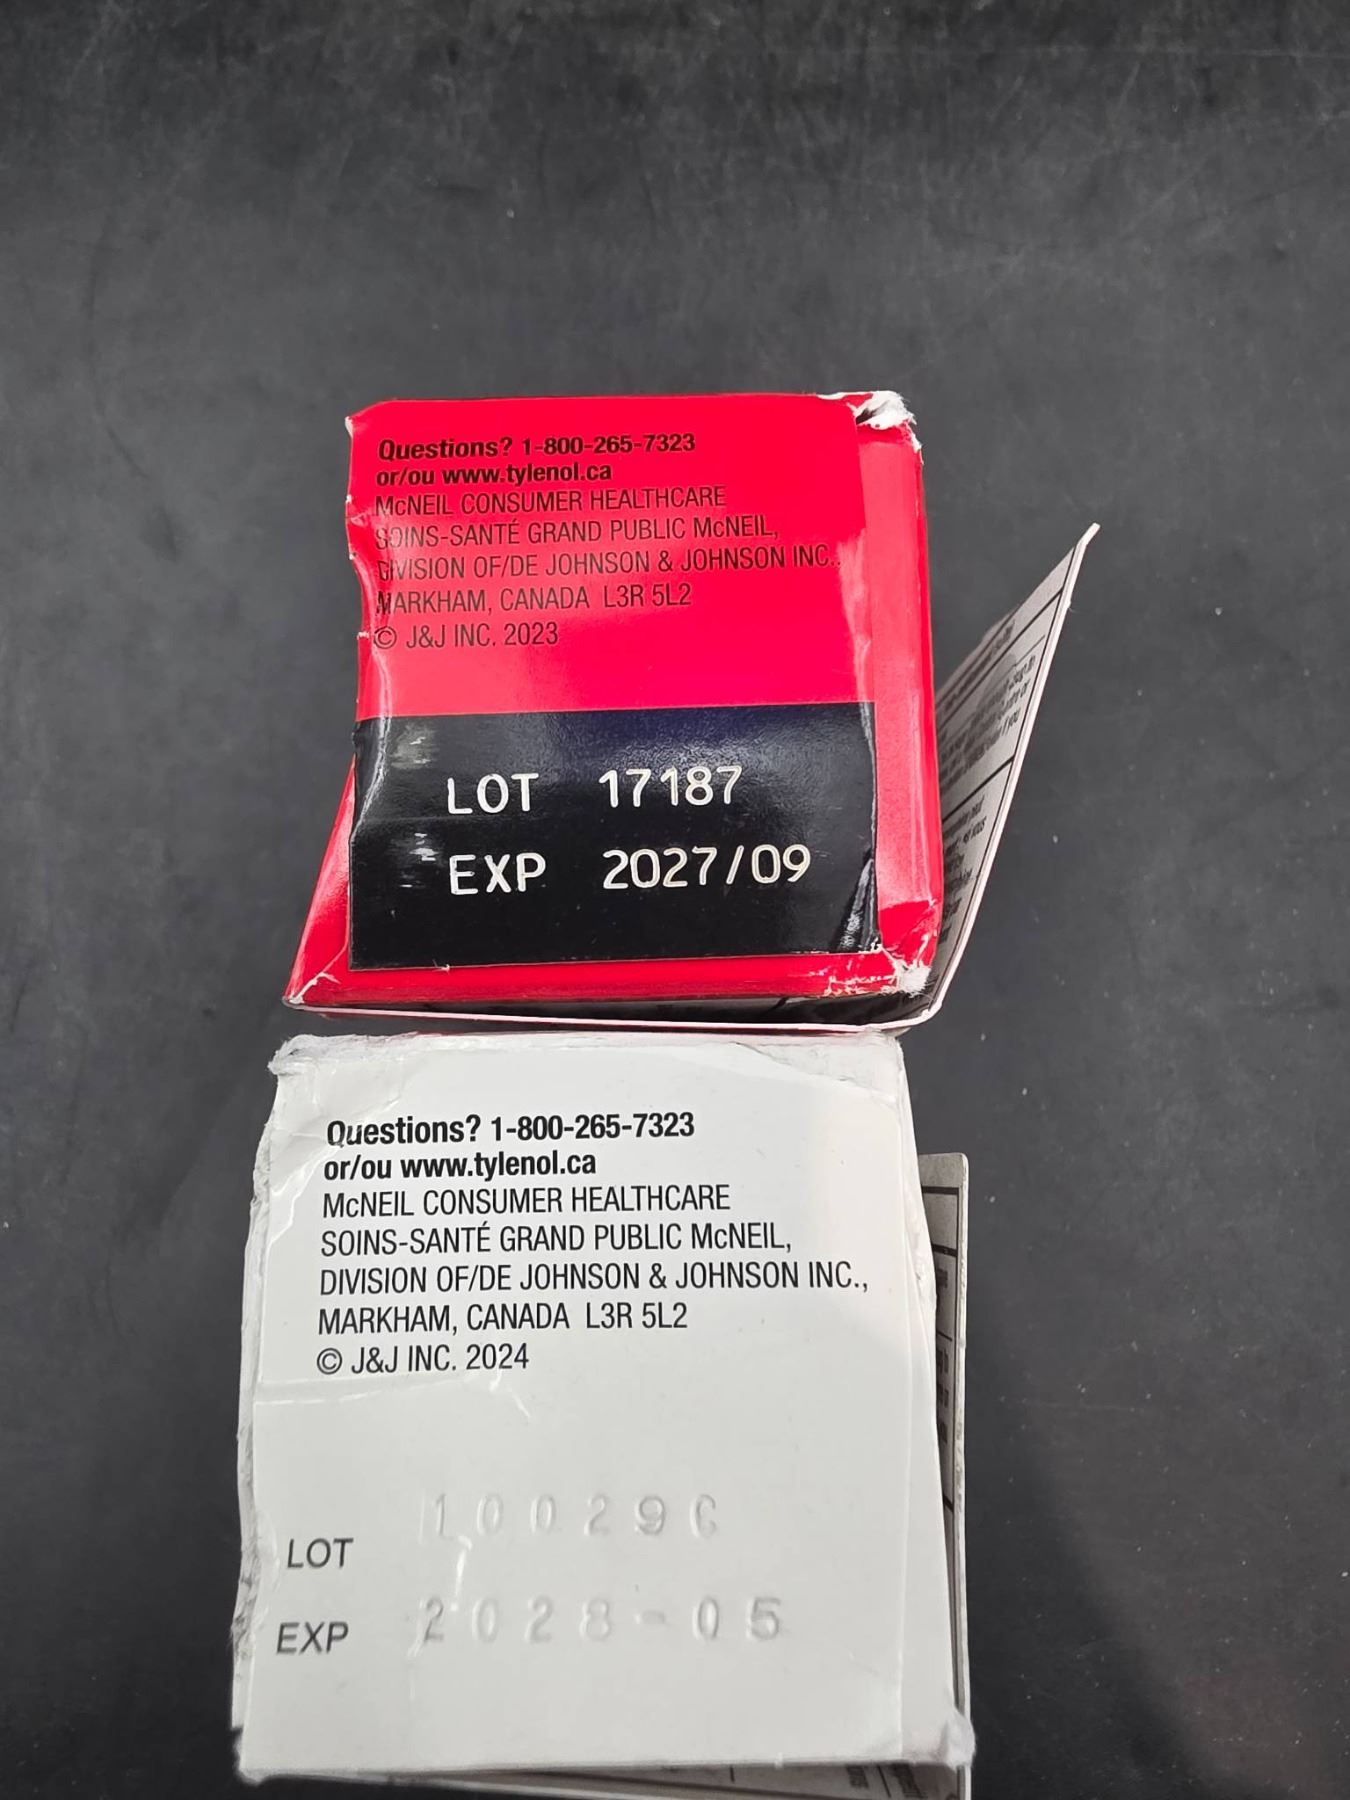 Questions? 1-800-265-7323
or/ou www.tylenol.ca
McNEIL CONSUMER HEALTHCARE
SOINS-SANTÉ GRAND PUBLIC McNEIL,
DIVISION OF/DE JOHNSON & JOHNSON INC.,
MARKHAM, CANADA L3R 5L2
© J&J INC. 2023
LOT 17187
EXP 2027/09
Questions? 1-800-265-7323
or/ou www.tylenol.ca
McNEIL CONSUMER HEALTHCARE
SOINS-SANTÉ GRAND PUBLIC McNEIL,
DIVISION OF/DE JOHNSON & JOHNSON INC.,
MARKHAM, CANADA L3R 5L2
© J&J INC. 2024
LOT
EXP 2028-05